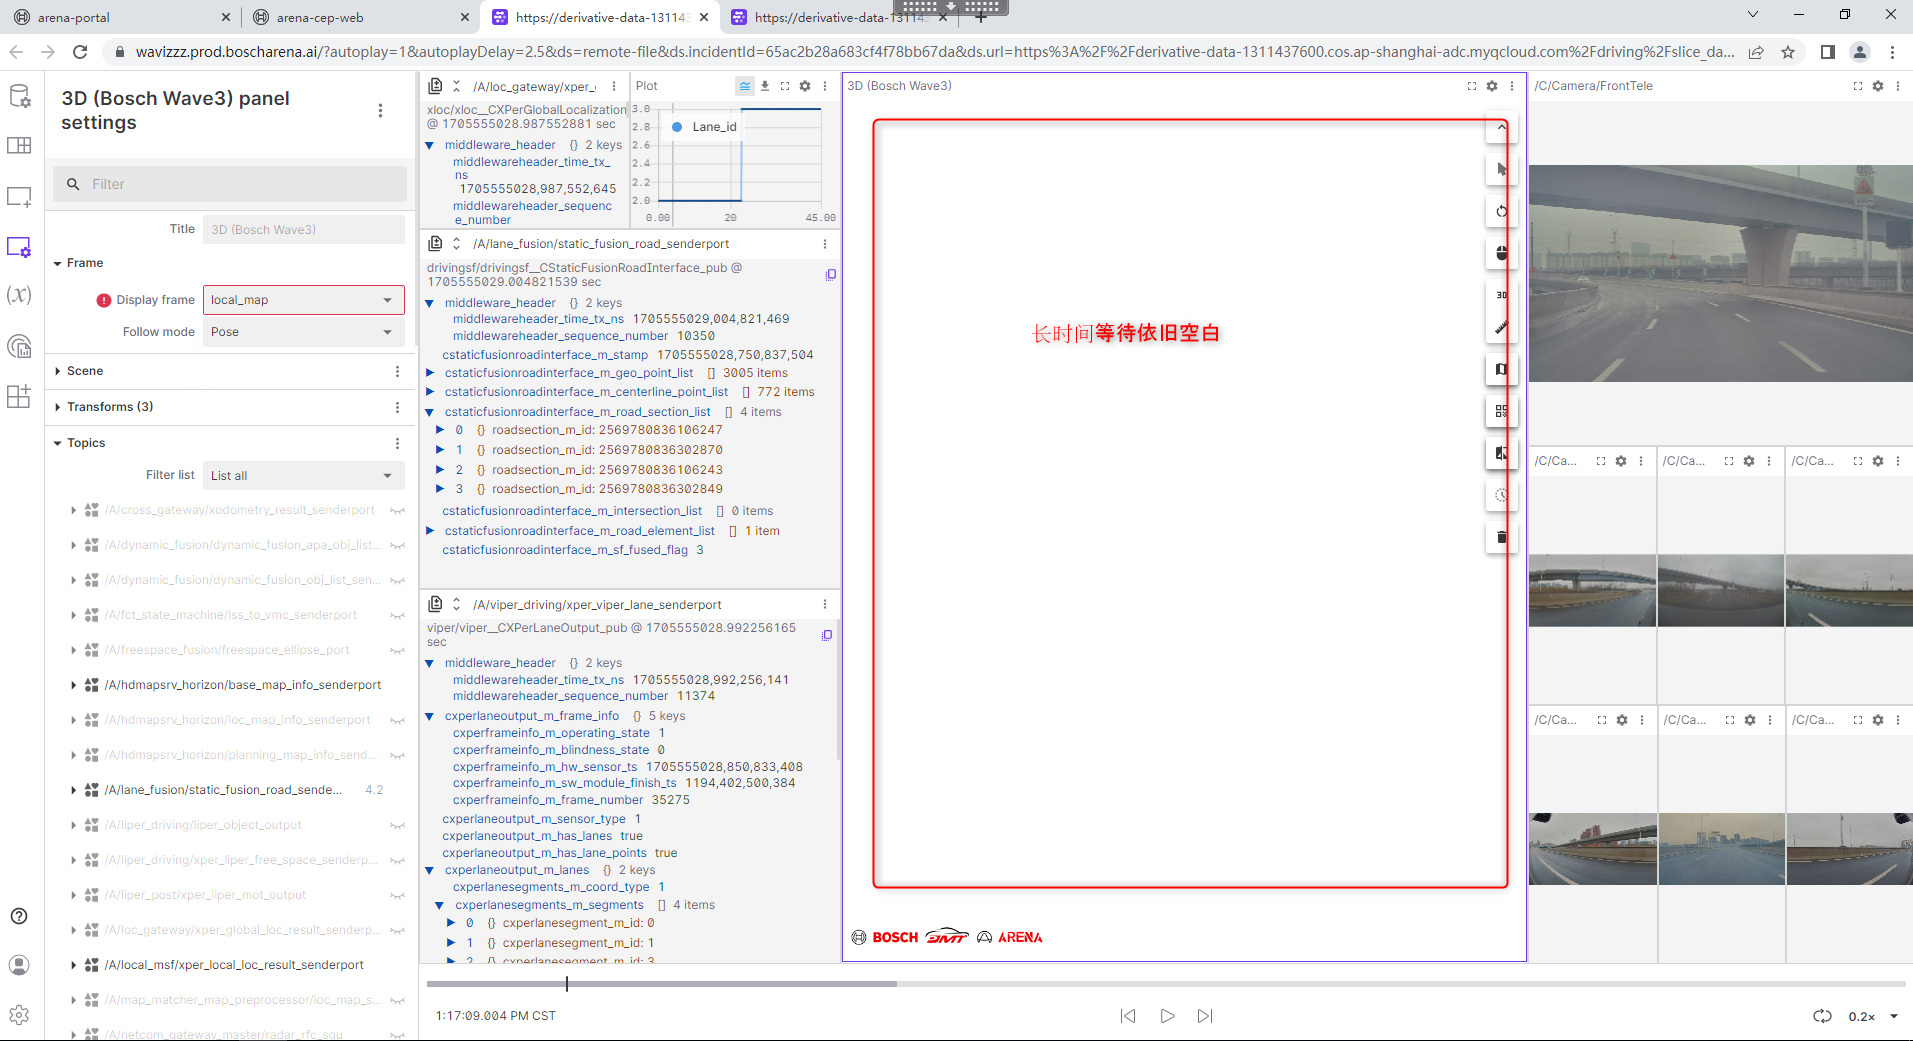 arena-portal
arena-cep-web
https://derivative-data-13114
https://derivative-data-13114
wavizzz.prod.boscharena.ai/?autoplay=1&autoplayDelay=2.5&ds=remote-file&ds.incidentId=65ac2b28a683cf4f78bb67da&ds.url=https%3A%2F%2Fderivative-data-1311437600.cos.ap-shanghai-adc.myqcloud.com%2Fdriving%2Fslice_da...
3D (Bosch Wave3) panel
settings
Filter
Title 3D (Bosch Wave3)
Frame
Display frame local_map
Follow mode Pose
Scene
Transforms (3)
Topics
Filter list List all
/A/cross_gateway/xodometry_result_senderport
/A/dynamic_fusion/dynamic_fusion_apa_obj_list...
/A/dynamic_fusion/dynamic_fusion_obj_list_sen...
/A/fct_state_machine/lss_to_vmc_senderport
/A/freespace_fusion/freespace_ellipse_port
/A/hdmapsrv_horizon/base_map_info_senderport
/A/hdmapsrv_horizon/loc_map_info_senderport
/A/hdmapsrv_horizon/planning_map_info_send...
/A/lane_fusion/static_fusion_road_sende... 4.2
/A/liper_driving/liper_object_output
/A/liper_driving/xper_liper_free_space_senderp...
/A/liper_post/xper_liper_mot_output
/A/loc_gateway/xper_global_loc_result_senderp...
/A/local_msf/xper_local_loc_result_senderport
/A/map_matcher_map_preprocessor/loc_map_s...
/A/netcom_gateway_master/radar_rfc_squ
/A/loc_gateway/xper_
xloc/xloc__CXPerGlobalLocalization
@ 1705555028.987552881 sec
middleware_header {} 2 keys
middlewareheader_time_tx_
ns
1705555028,987,552,645
middlewareheader_sequenc
e_number
Plot
3.0
2.8
2.6
2.4
2.2
2.0
Lane_id
0.00 20 45.00
/A/lane_fusion/static_fusion_road_senderport
drivingsf/drivingsf__CStaticFusionRoadInterface_pub @
1705555029.004821539 sec
middleware_header {} 2 keys
middlewareheader_time_tx_ns 1705555029,004,821,469
middlewareheader_sequence_number 10350
cstaticfusionroadinterface_m_stamp 1705555028,750,837,504
cstaticfusionroadinterface_m_geo_point_list [] 3005 items
cstaticfusionroadinterface_m_centerline_point_list [] 772 items
cstaticfusionroadinterface_m_road_section_list [] 4 items
0 {} roadsection_m_id: 2569780836106247
1 {} roadsection_m_id: 2569780836302870
2 {} roadsection_m_id: 2569780836106243
3 {} roadsection_m_id: 2569780836302849
cstaticfusionroadinterface_m_intersection_list [] 0 items
cstaticfusionroadinterface_m_road_element_list [] 1 item
cstaticfusionroadinterface_m_sf_fused_flag 3
/A/viper_driving/xper_viper_lane_senderport
viper/viper__CXPerLaneOutput_pub @ 1705555028.992256165
sec
middleware_header {} 2 keys
middlewareheader_time_tx_ns 1705555028,992,256,141
middlewareheader_sequence_number 11374
cxperlaneoutput_m_frame_info {} 5 keys
cxperframeinfo_m_operating_state 1
cxperframeinfo_m_blindness_state 0
cxperframeinfo_m_hw_sensor_ts 1705555028,850,833,408
cxperframeinfo_m_sw_module_finish_ts 1194,402,500,384
cxperframeinfo_m_frame_number 35275
cxperlaneoutput_m_sensor_type 1
cxperlaneoutput_m_has_lanes true
cxperlaneoutput_m_has_lane_points true
cxperlaneoutput_m_lanes {} 2 keys
cxperlanesegments_m_coord_type 1
cxperlanesegments_m_segments [] 4 items
0 {} cxperlanesegment_m_id: 0
1 {} cxperlanesegment_m_id: 1
2 {} cxperlanesegment_m_id: 3
3D (Bosch Wave3)
长时间等待依旧空白
3D
BOSCH DMT ARENA
/C/Camera/FrontTele
/C/Ca...
/C/Ca...
/C/Ca...
/C/Ca...
/C/Ca...
/C/Ca...
1:17:09.004 PM CST
0.2×